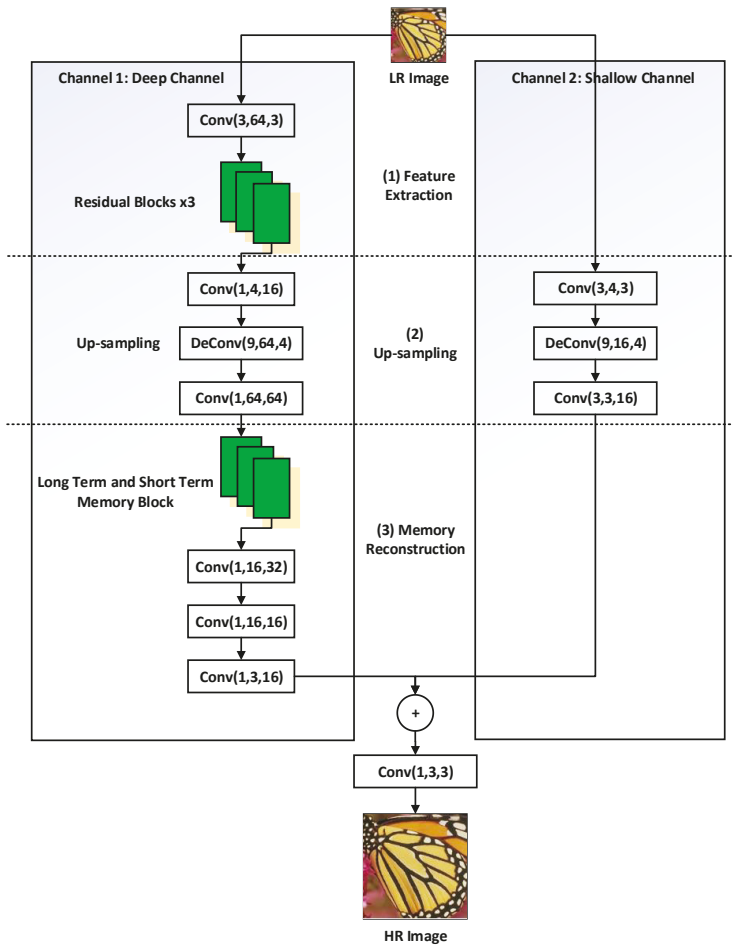 LR Image
Channel 1: Deep Channel
Channel 2: Shallow Channel
Conv(3,64,3)
Residual Blocks x3
(1) Feature
Extraction
Conv(1,4,16)
Up-sampling
DeConv(9,64,4)
Conv(1,64,64)
(2)
Up-sampling
Conv(3,4,3)
DeConv(9,16,4)
Conv(3,3,16)
Long Term and Short Term
Memory Block
(3) Memory
Reconstruction
Conv(1,16,32)
Conv(1,16,16)
Conv(1,3,16)
+
Conv(1,3,3)
HR Image